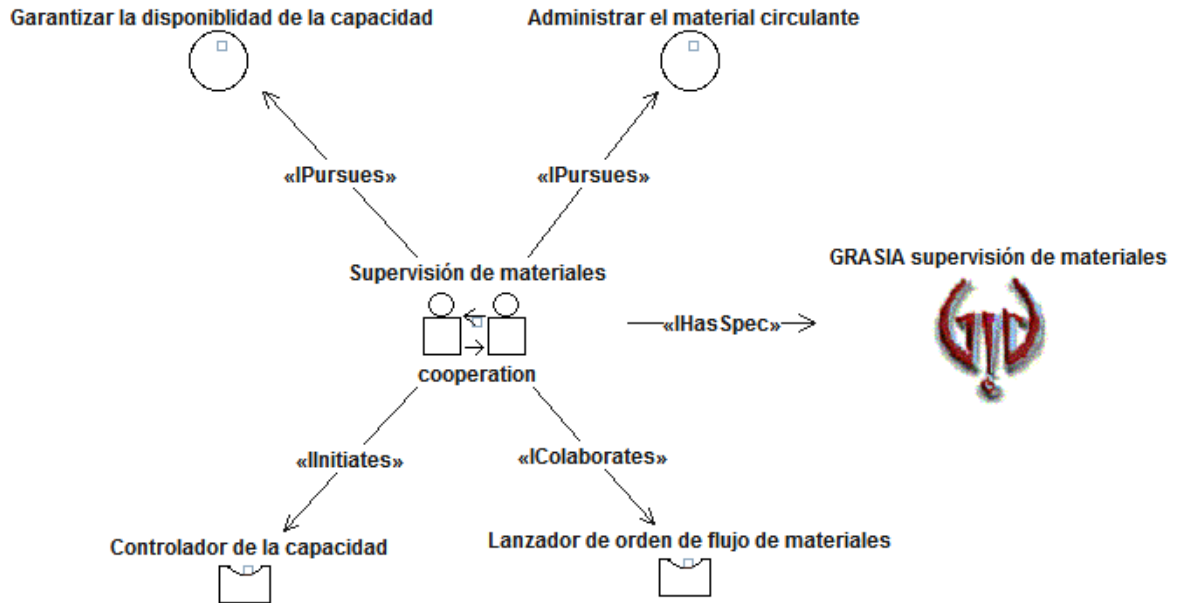 Garantizar la disponiblidad de la capacidad
Administrar el material circulante
«IPursues»
«IPursues»
Supervisión de materiales
GRASIA supervisión de materiales
«IHasSpec»
cooperation
«IInitiates»
«IColaborates»
Controlador de la capacidad
Lanzador de orden de flujo de materiales